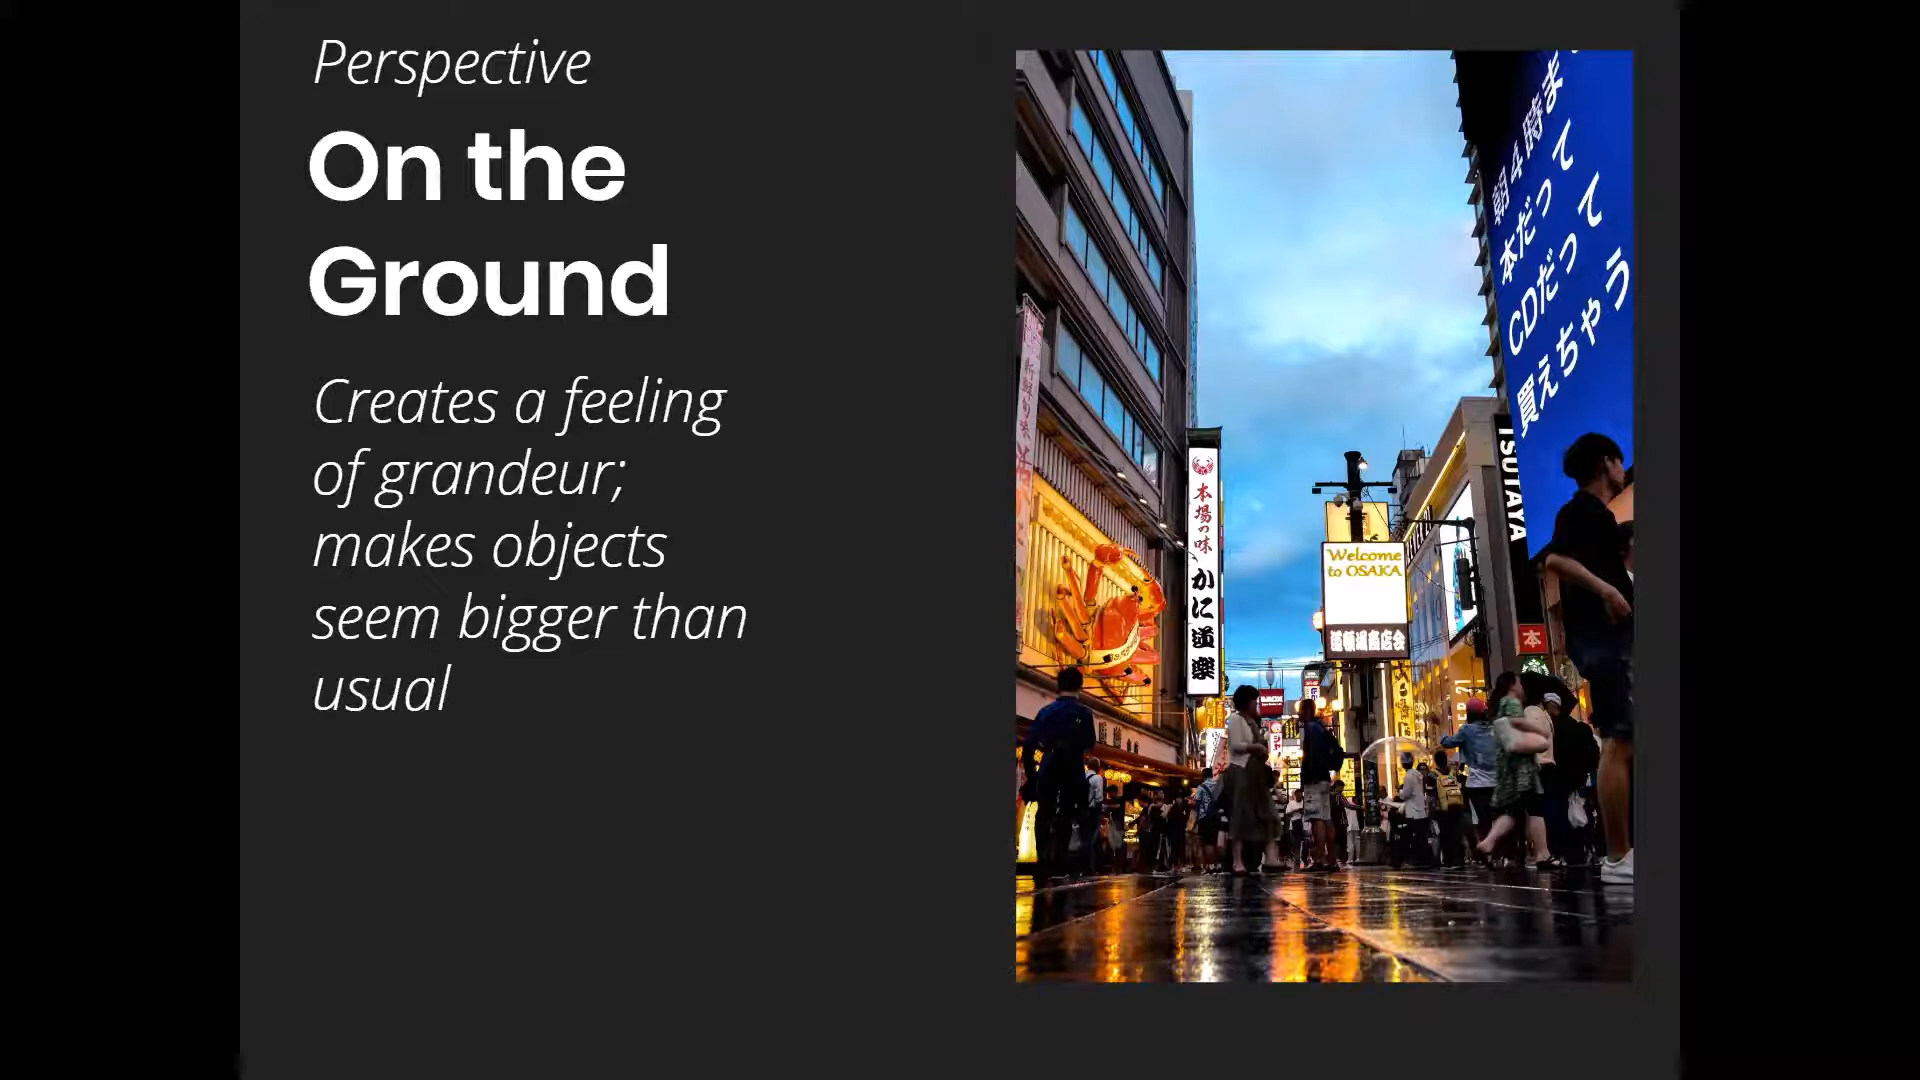 Perspective
On the
Ground
Creates a feeling
of grandeur;
makes objects
seem bigger than
usual
朝4時ま
本だって
CDだって
買えちゃう
TSUTAYA
本場の味
かに道楽
Welcome
to OSAKA
道頓堀商店会
本